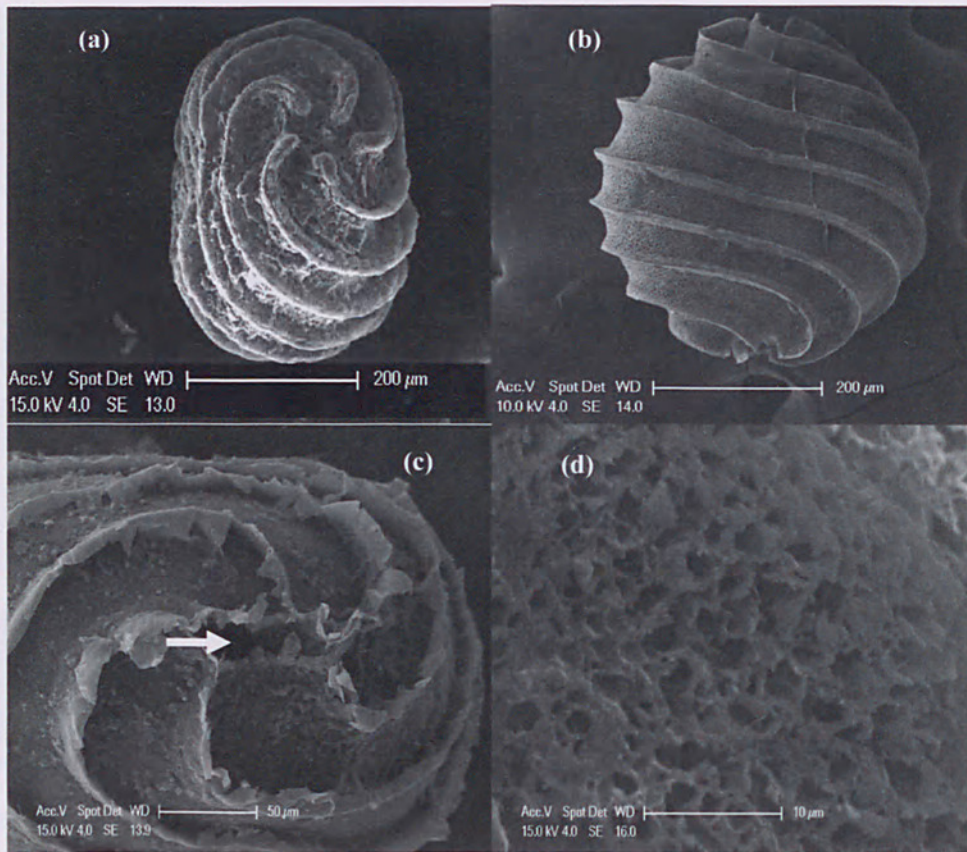 (a)
Acc.V Spot Det WD 200 µm
15.0 kV 4.0 SE 13.0
(b)
Acc.V Spot Det WD 200 µm
10.0 kV 4.0 SE 14.0
(c)
Acc.V Spot Det WD 50 µm
15.0 kV 4.0 SE 13.9
(d)
Acc.V Spot Det WD 10 µm
15.0 kV 4.0 SE 16.0